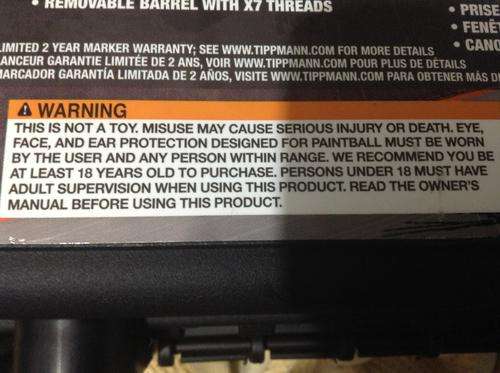 • REMOVABLE BARREL WITH X7 THREADS
• PRISE
• FENÊT
• CANO
LIMITED 2 YEAR MARKER WARRANTY; SEE WWW.TIPPMANN.COM FOR MORE DETAILS
LANCEUR GARANTIE LIMITÉE DE 2 ANS, VOIR WWW.TIPPMANN.COM POUR PLUS DE DÉTAILS
MARCADOR GARANTÍA LIMITADA DE 2 AÑOS, VISITE WWW.TIPPMANN.COM PARA OBTENER MÁS D
WARNING
THIS IS NOT A TOY. MISUSE MAY CAUSE SERIOUS INJURY OR DEATH. EYE,
FACE, AND EAR PROTECTION DESIGNED FOR PAINTBALL MUST BE WORN
BY THE USER AND ANY PERSON WITHIN RANGE. WE RECOMMEND YOU BE
AT LEAST 18 YEARS OLD TO PURCHASE. PERSONS UNDER 18 MUST HAVE
ADULT SUPERVISION WHEN USING THIS PRODUCT. READ THE OWNER'S
MANUAL BEFORE USING THIS PRODUCT.